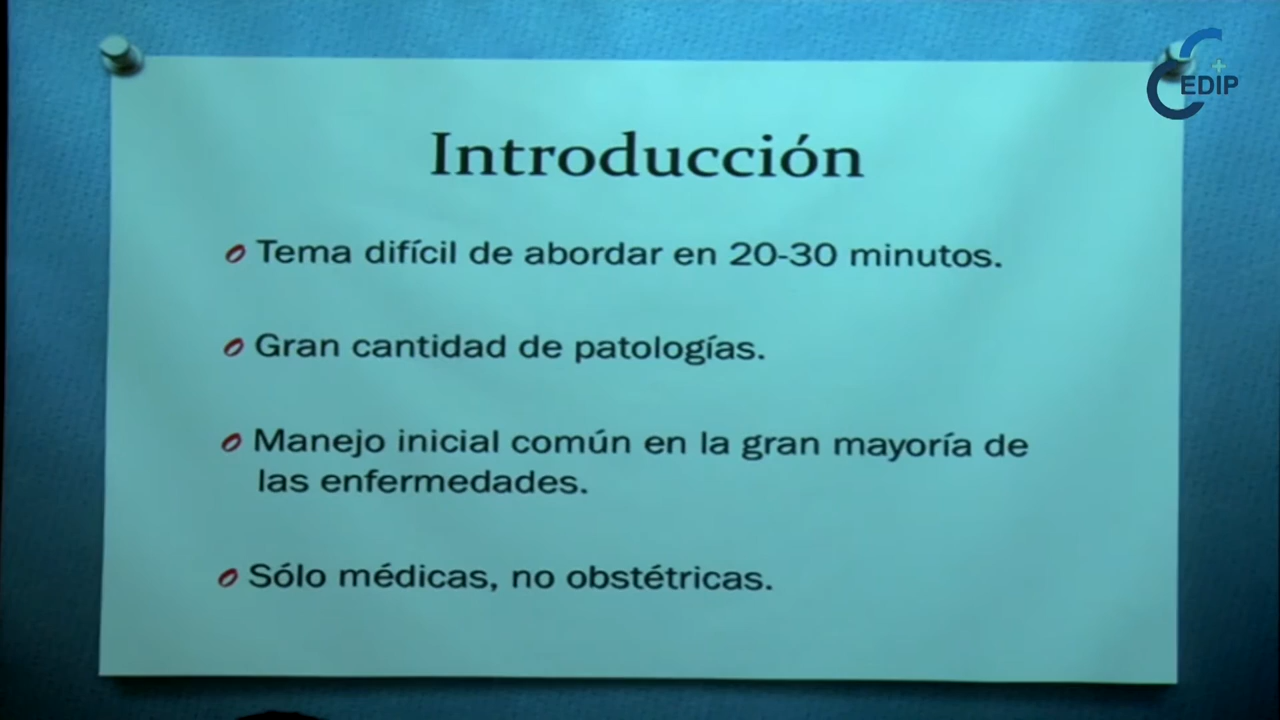 EDIP
Introducción
Tema difícil de abordar en 20-30 minutos.
Gran cantidad de patologías.
Manejo inicial común en la gran mayoría de
las enfermedades.
Sólo médicas, no obstétricas.